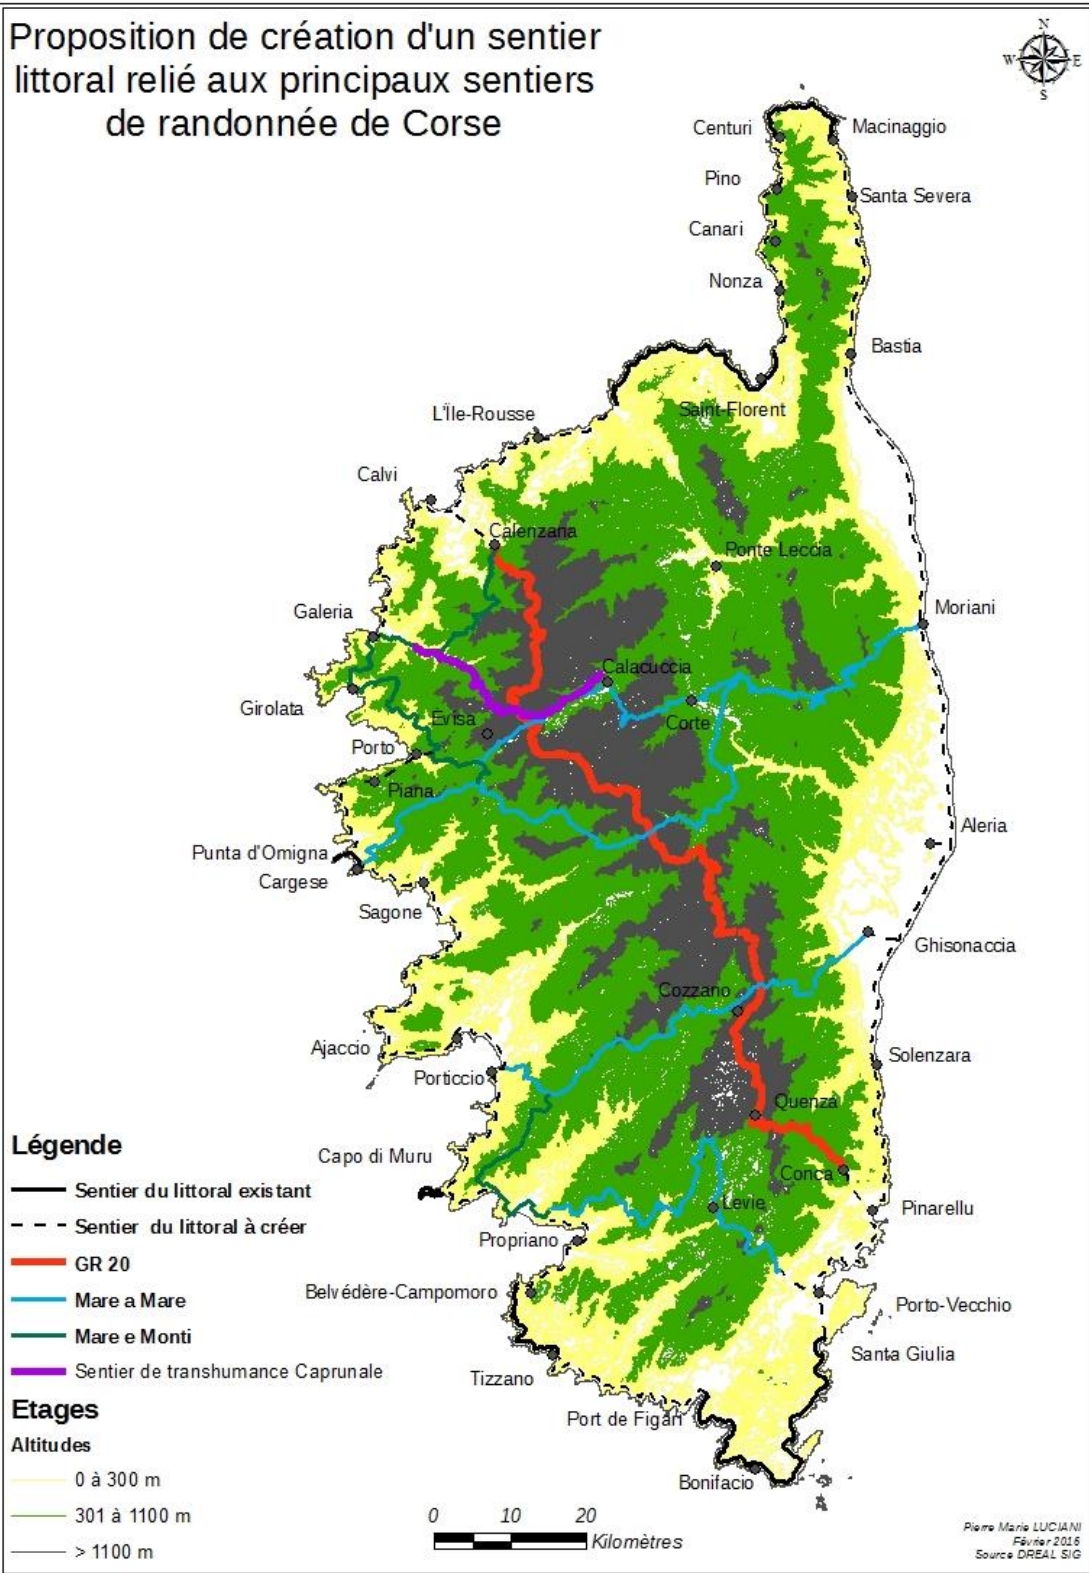 Proposition de création d'un sentier
littoral relié aux principaux sentiers
de randonnée de Corse
N
W E
S
Centuri
Macinaggio
Pino
Santa Severa
Canari
Nonza
Bastia
Saint-Florent
L'Île-Rousse
Calvi
Calenzana
Ponte Leccia
Galeria
Moriani
Calacuccia
Girolata
Evisa
Corte
Porto
Piana
Aleria
Punta d'Omigna
Cargese
Sagone
Ghisonaccia
Cozzano
Ajaccio
Solenzara
Porticcio
Quenza
Capo di Muru
Conca
Levie
Pinarellu
Propriano
Belvédère-Campomoro
Porto-Vecchio
Santa Giulia
Tizzano
Port de Figari
Bonifacio
Légende
Sentier du littoral existant
Sentier du littoral à créer
GR 20
Mare a Mare
Mare e Monti
Sentier de transhumance Caprunale
Etages
Altitudes
0 à 300 m
301 à 1100 m
> 1100 m
0 10 20
Kilomètres
Pierre Marie LUCIANI
Février 2016
Source DREAL SIG